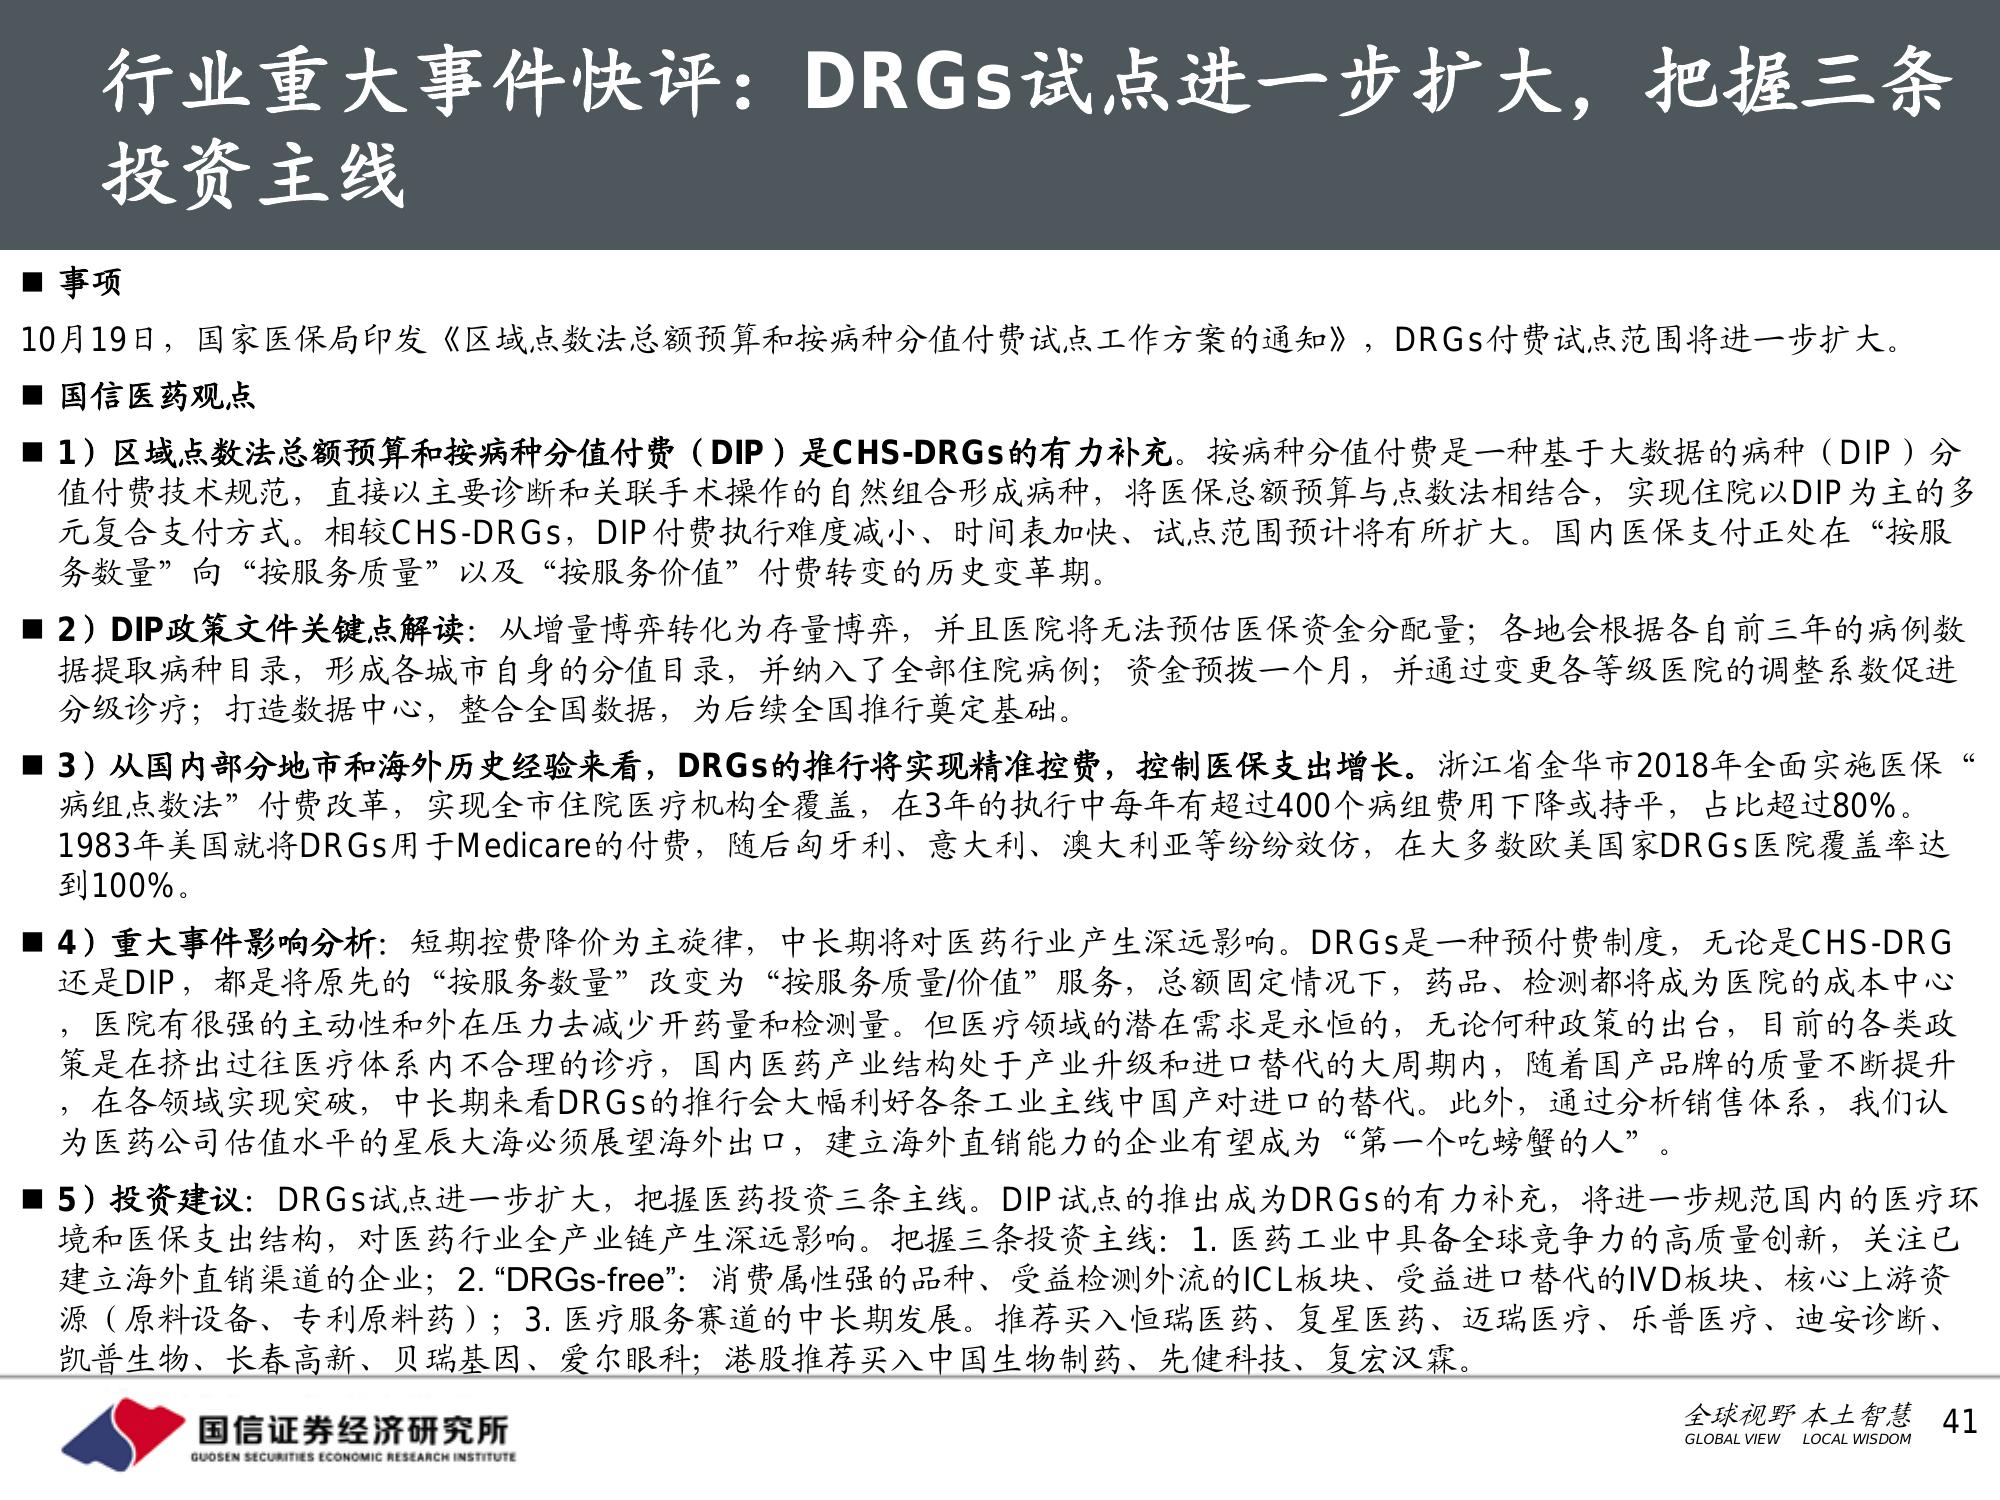 行业重大事件快评：DRGs试点进一步扩大，把握三条
投资主线
■ 事项
10月19日，国家医保局印发《区域点数法总额预算和按病种分值付费试点工作方案的通知》，DRGs付费试点范围将进一步扩大。
■ 国信医药观点
■ 1）区域点数法总额预算和按病种分值付费（DIP）是CHS-DRGs的有力补充。按病种分值付费是一种基于大数据的病种（DIP）分
值付费技术规范，直接以主要诊断和关联手术操作的自然组合形成病种，将医保总额预算与点数法相结合，实现住院以DIP为主的多
元复合支付方式。相较CHS-DRGs，DIP付费执行难度减小、时间表加快、试点范围预计将有所扩大。国内医保支付正处在“按服
务数量”向“按服务质量”以及“按服务价值”付费转变的历史变革期。
■ 2）DIP政策文件关键点解读：从增量博弈转化为存量博弈，并且医院将无法预估医保资金分配量；各地会根据各自前三年的病例数
据提取病种目录，形成各城市自身的分值目录，并纳入了全部住院病例；资金预拨一个月，并通过变更各等级医院的调整系数促进
分级诊疗；打造数据中心，整合全国数据，为后续全国推行奠定基础。
■ 3）从国内部分地市和海外历史经验来看，DRGs的推行将实现精准控费，控制医保支出增长。浙江省金华市2018年全面实施医保“
病组点数法”付费改革，实现全市住院医疗机构全覆盖，在3年的执行中每年有超过400个病组费用下降或持平，占比超过80%。
1983年美国就将DRGs用于Medicare的付费，随后匈牙利、意大利、澳大利亚等纷纷效仿，在大多数欧美国家DRGs医院覆盖率达
到100%。
■ 4）重大事件影响分析：短期控费降价为主旋律，中长期将对医药行业产生深远影响。DRGs是一种预付费制度，无论是CHS-DRG
还是DIP，都是将原先的“按服务数量”改变为“按服务质量/价值”服务，总额固定情况下，药品、检测都将成为医院的成本中心
，医院有很强的主动性和外在压力去减少开药量和检测量。但医疗领域的潜在需求是永恒的，无论何种政策的出台，目前的各类政
策是在挤出过往医疗体系内不合理的诊疗，国内医药产业结构处于产业升级和进口替代的大周期内，随着国产品牌的质量不断提升
，在各领域实现突破，中长期来看DRGs的推行会大幅利好各条工业主线中国产对进口的替代。此外，通过分析销售体系，我们认
为医药公司估值水平的星辰大海必须展望海外出口，建立海外直销能力的企业有望成为“第一个吃螃蟹的人”。
■ 5）投资建议：DRGs试点进一步扩大，把握医药投资三条主线。DIP试点的推出成为DRGs的有力补充，将进一步规范国内的医疗环
境和医保支出结构，对医药行业全产业链产生深远影响。把握三条投资主线：1. 医药工业中具备全球竞争力的高质量创新，关注已
建立海外直销渠道的企业；2. “DRGs-free”：消费属性强的品种、受益检测外流的ICL板块、受益进口替代的IVD板块、核心上游资
源（原料设备、专利原料药）；3. 医疗服务赛道的中长期发展。推荐买入恒瑞医药、复星医药、迈瑞医疗、乐普医疗、迪安诊断、
凯普生物、长春高新、贝瑞基因、爱尔眼科；港股推荐买入中国生物制药、先健科技、复宏汉霖。
国信证券经济研究所
GUOSEN SECURITIES ECONOMIC RESEARCH INSTITUTE
全球视野 本土智慧
GLOBAL VIEW LOCAL WISDOM
41